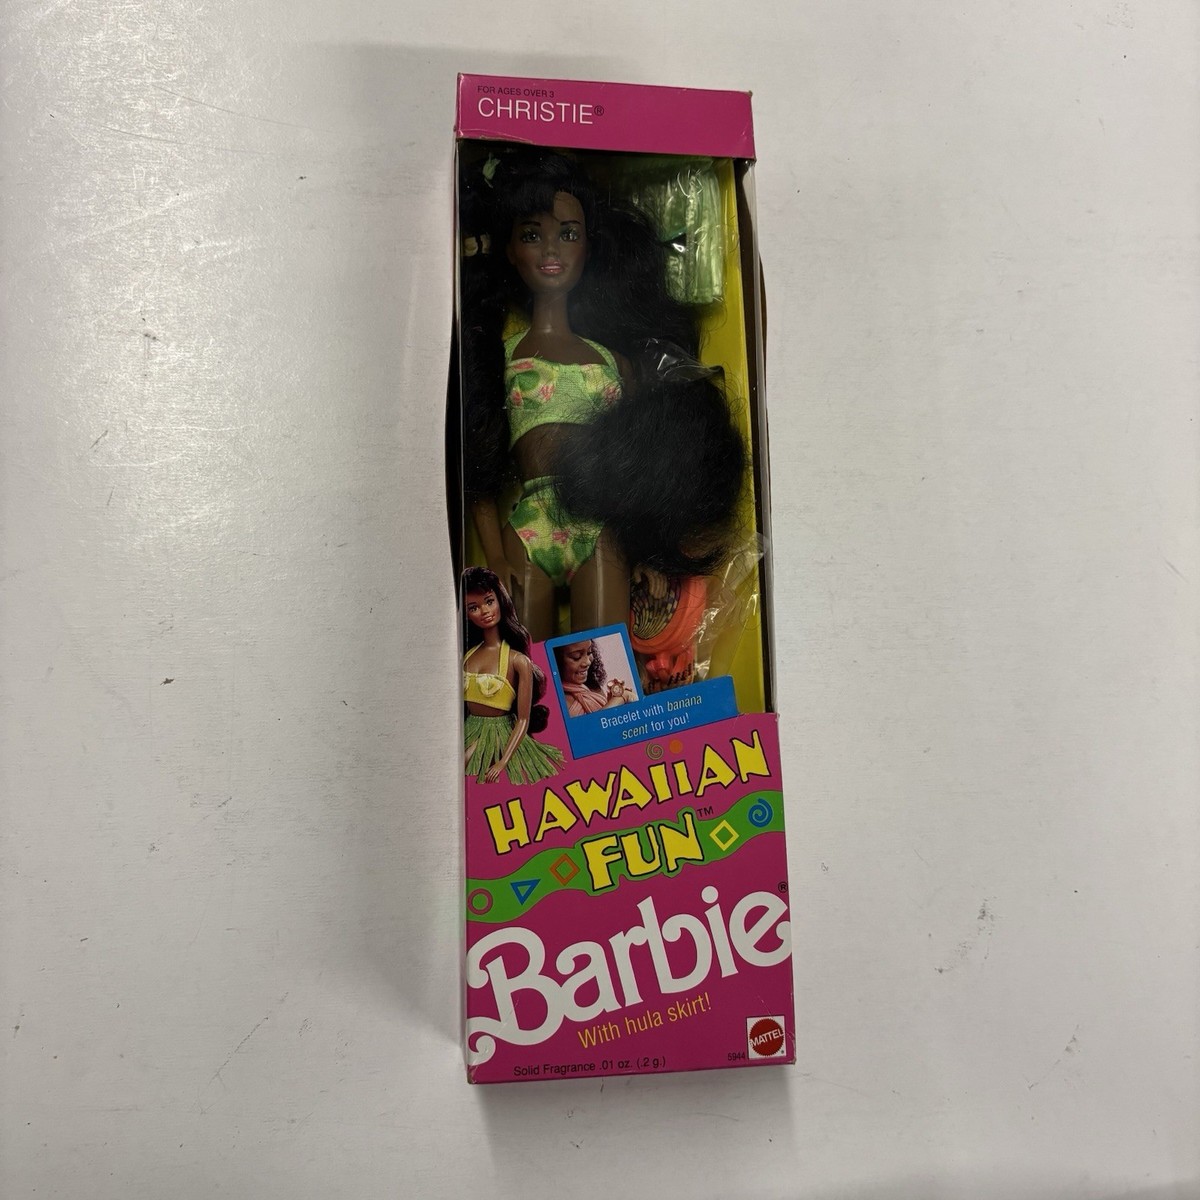 FOR AGES OVER 3
CHRISTIE®
Bracelet with banana
scent for you!
HAWAIIAN
FUN™
Barbie®
With hula skirt!
Solid Fragrance .01 oz. (.2 g.)
5944
MATTEL